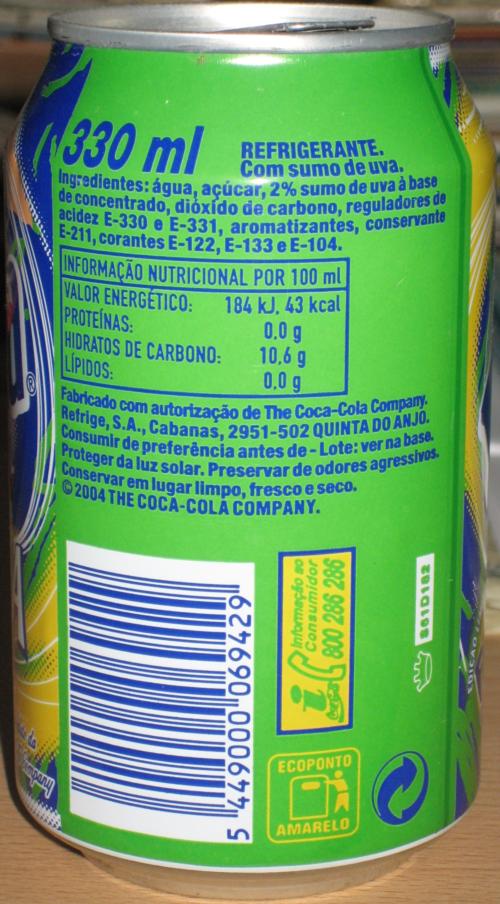 330 ml
REFRIGERANTE.
Com sumo de uva.
Ingredientes: água, açúcar, 2% sumo de uva à base
de concentrado, dióxido de carbono, reguladores de
acidez E-330 e E-331, aromatizantes, conservante
E-211, corantes E-122, E-133 e E-104.
INFORMAÇÃO NUTRICIONAL POR 100 ml
VALOR ENERGÉTICO: 184 kJ, 43 kcal
PROTEÍNAS: 0,0 g
HIDRATOS DE CARBONO: 10,6 g
LÍPIDOS: 0,0 g
Fabricado com autorização de The Coca-Cola Company.
Refrige, S.A., Cabanas, 2951-502 QUINTA DO ANJO.
Consumir de preferência antes de - Lote: ver na base.
Proteger da luz solar. Preservar de odores agressivos.
Conservar em lugar limpo, fresco e seco.
© 2004 THE COCA-COLA COMPANY.
5 449000 069429
i
Coca-Cola
Informação ao
Consumidor
800 286 286
ECOPONTO
AMARELO
®
Company